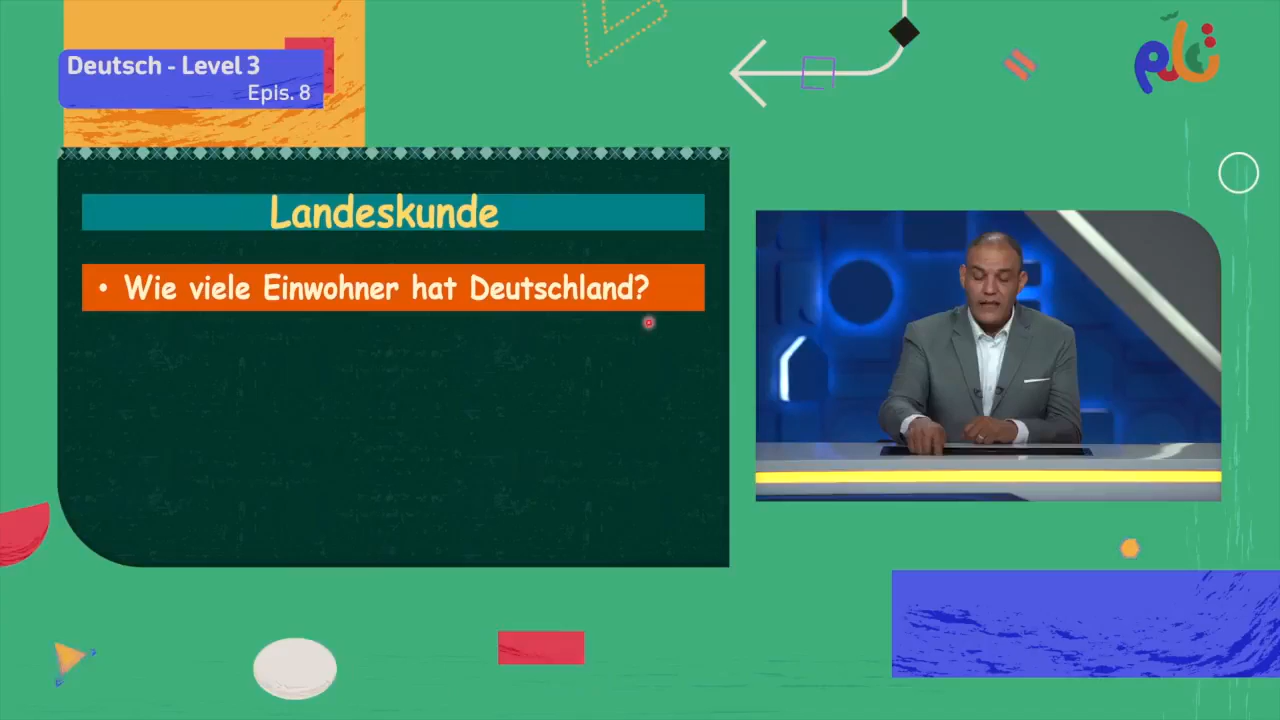 Deutsch - Level 3
Epis. 8
Landeskunde
• Wie viele Einwohner hat Deutschland?